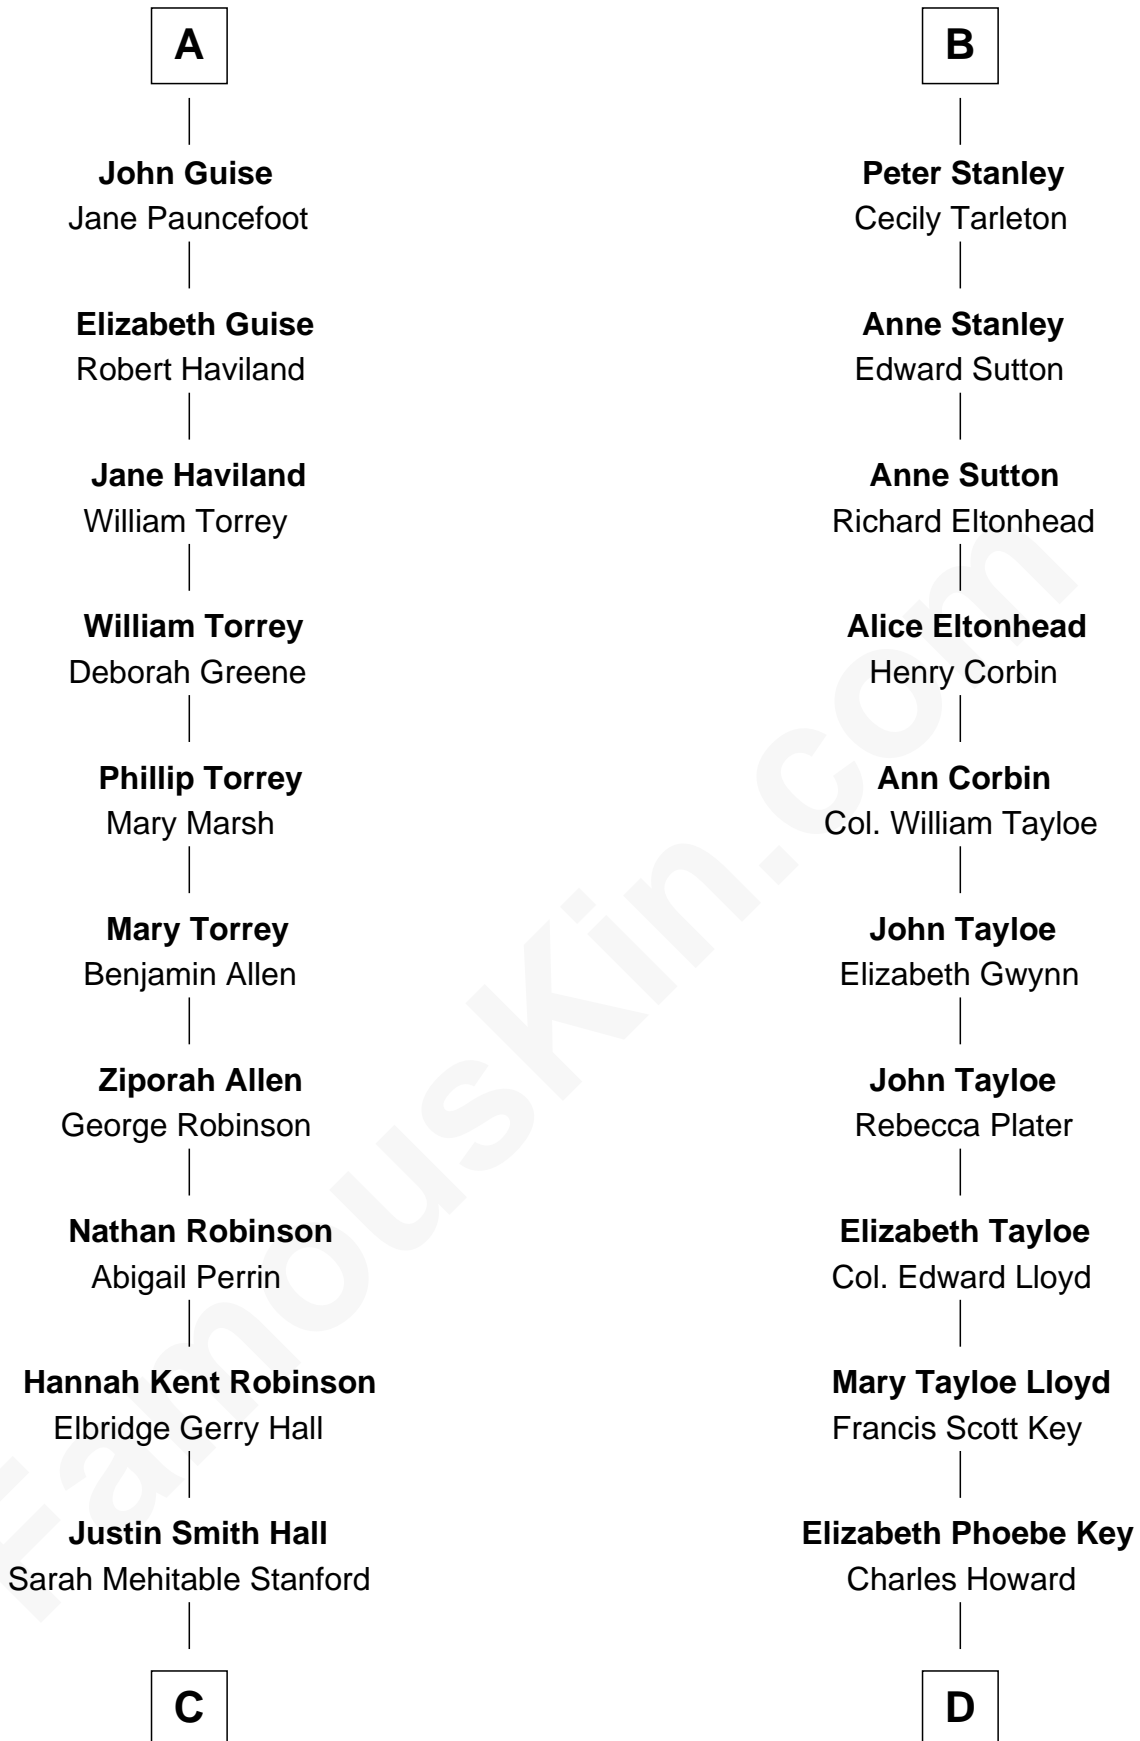 A
John Guise
Jane Pauncefoot
Elizabeth Guise
Robert Haviland
Jane Haviland
William Torrey
William Torrey
Deborah Greene
Phillip Torrey
Mary Marsh
Mary Torrey
Benjamin Allen
Ziporah Allen
George Robinson
Nathan Robinson
Abigail Perrin
Hannah Kent Robinson
Elbridge Gerry Hall
Justin Smith Hall
Sarah Mehitable Stanford
C
B
Peter Stanley
Cecily Tarleton
Anne Stanley
Edward Sutton
Anne Sutton
Richard Eltonhead
Alice Eltonhead
Henry Corbin
Ann Corbin
Col. William Tayloe
John Tayloe
Elizabeth Gwynn
John Tayloe
Rebecca Plater
Elizabeth Tayloe
Col. Edward Lloyd
Mary Tayloe Lloyd
Francis Scott Key
Elizabeth Phoebe Key
Charles Howard
D
FamousKin.com